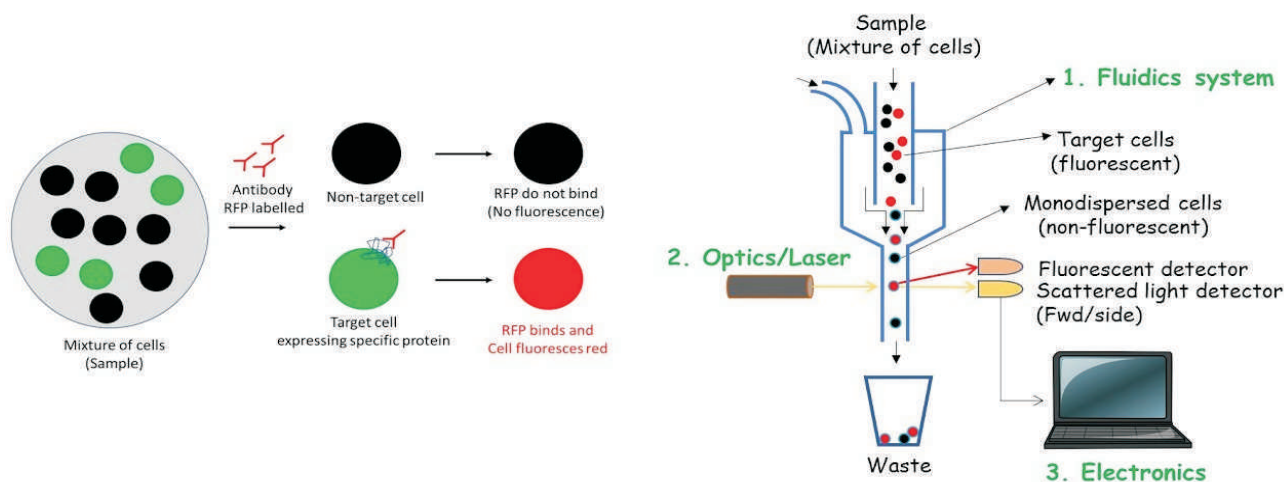 Mixture of cells
(Sample)
Antibody
RFP labelled
Non-target cell
RFP do not bind
(No fluorescence)
Target cell
expressing specific protein
RFP binds and
Cell fluoresces red
Sample
(Mixture of cells)
1. Fluidics system
Target cells
(fluorescent)
Monodispersed cells
(non-fluorescent)
2. Optics/Laser
Fluorescent detector
Scattered light detector
(Fwd/side)
Waste
3. Electronics